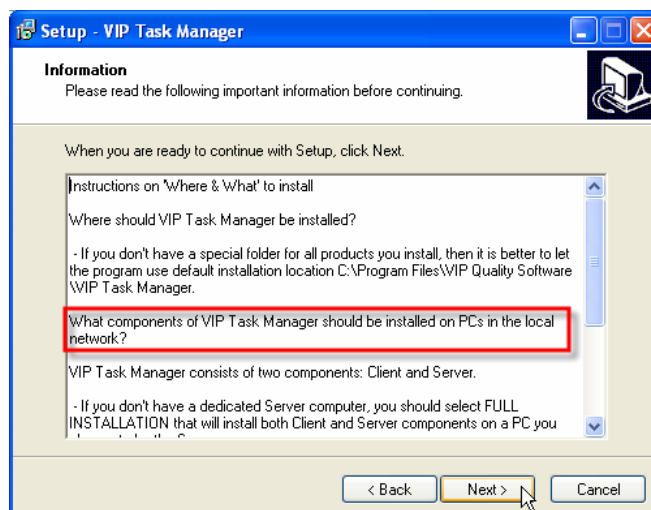 Setup - VIP Task Manager
Information
Please read the following important information before continuing.
When you are ready to continue with Setup, click Next.
Instructions on 'Where & What' to install
Where should VIP Task Manager be installed?
- If you don't have a special folder for all products you install, then it is better to let
the program use default installation location C:\Program Files\VIP Quality Software
\VIP Task Manager.
What components of VIP Task Manager should be installed on PCs in the local
network?
VIP Task Manager consists of two components: Client and Server.
- If you don't have a dedicated Server computer, you should select FULL
INSTALLATION that will install both Client and Server components on a PC you
< Back Next > Cancel